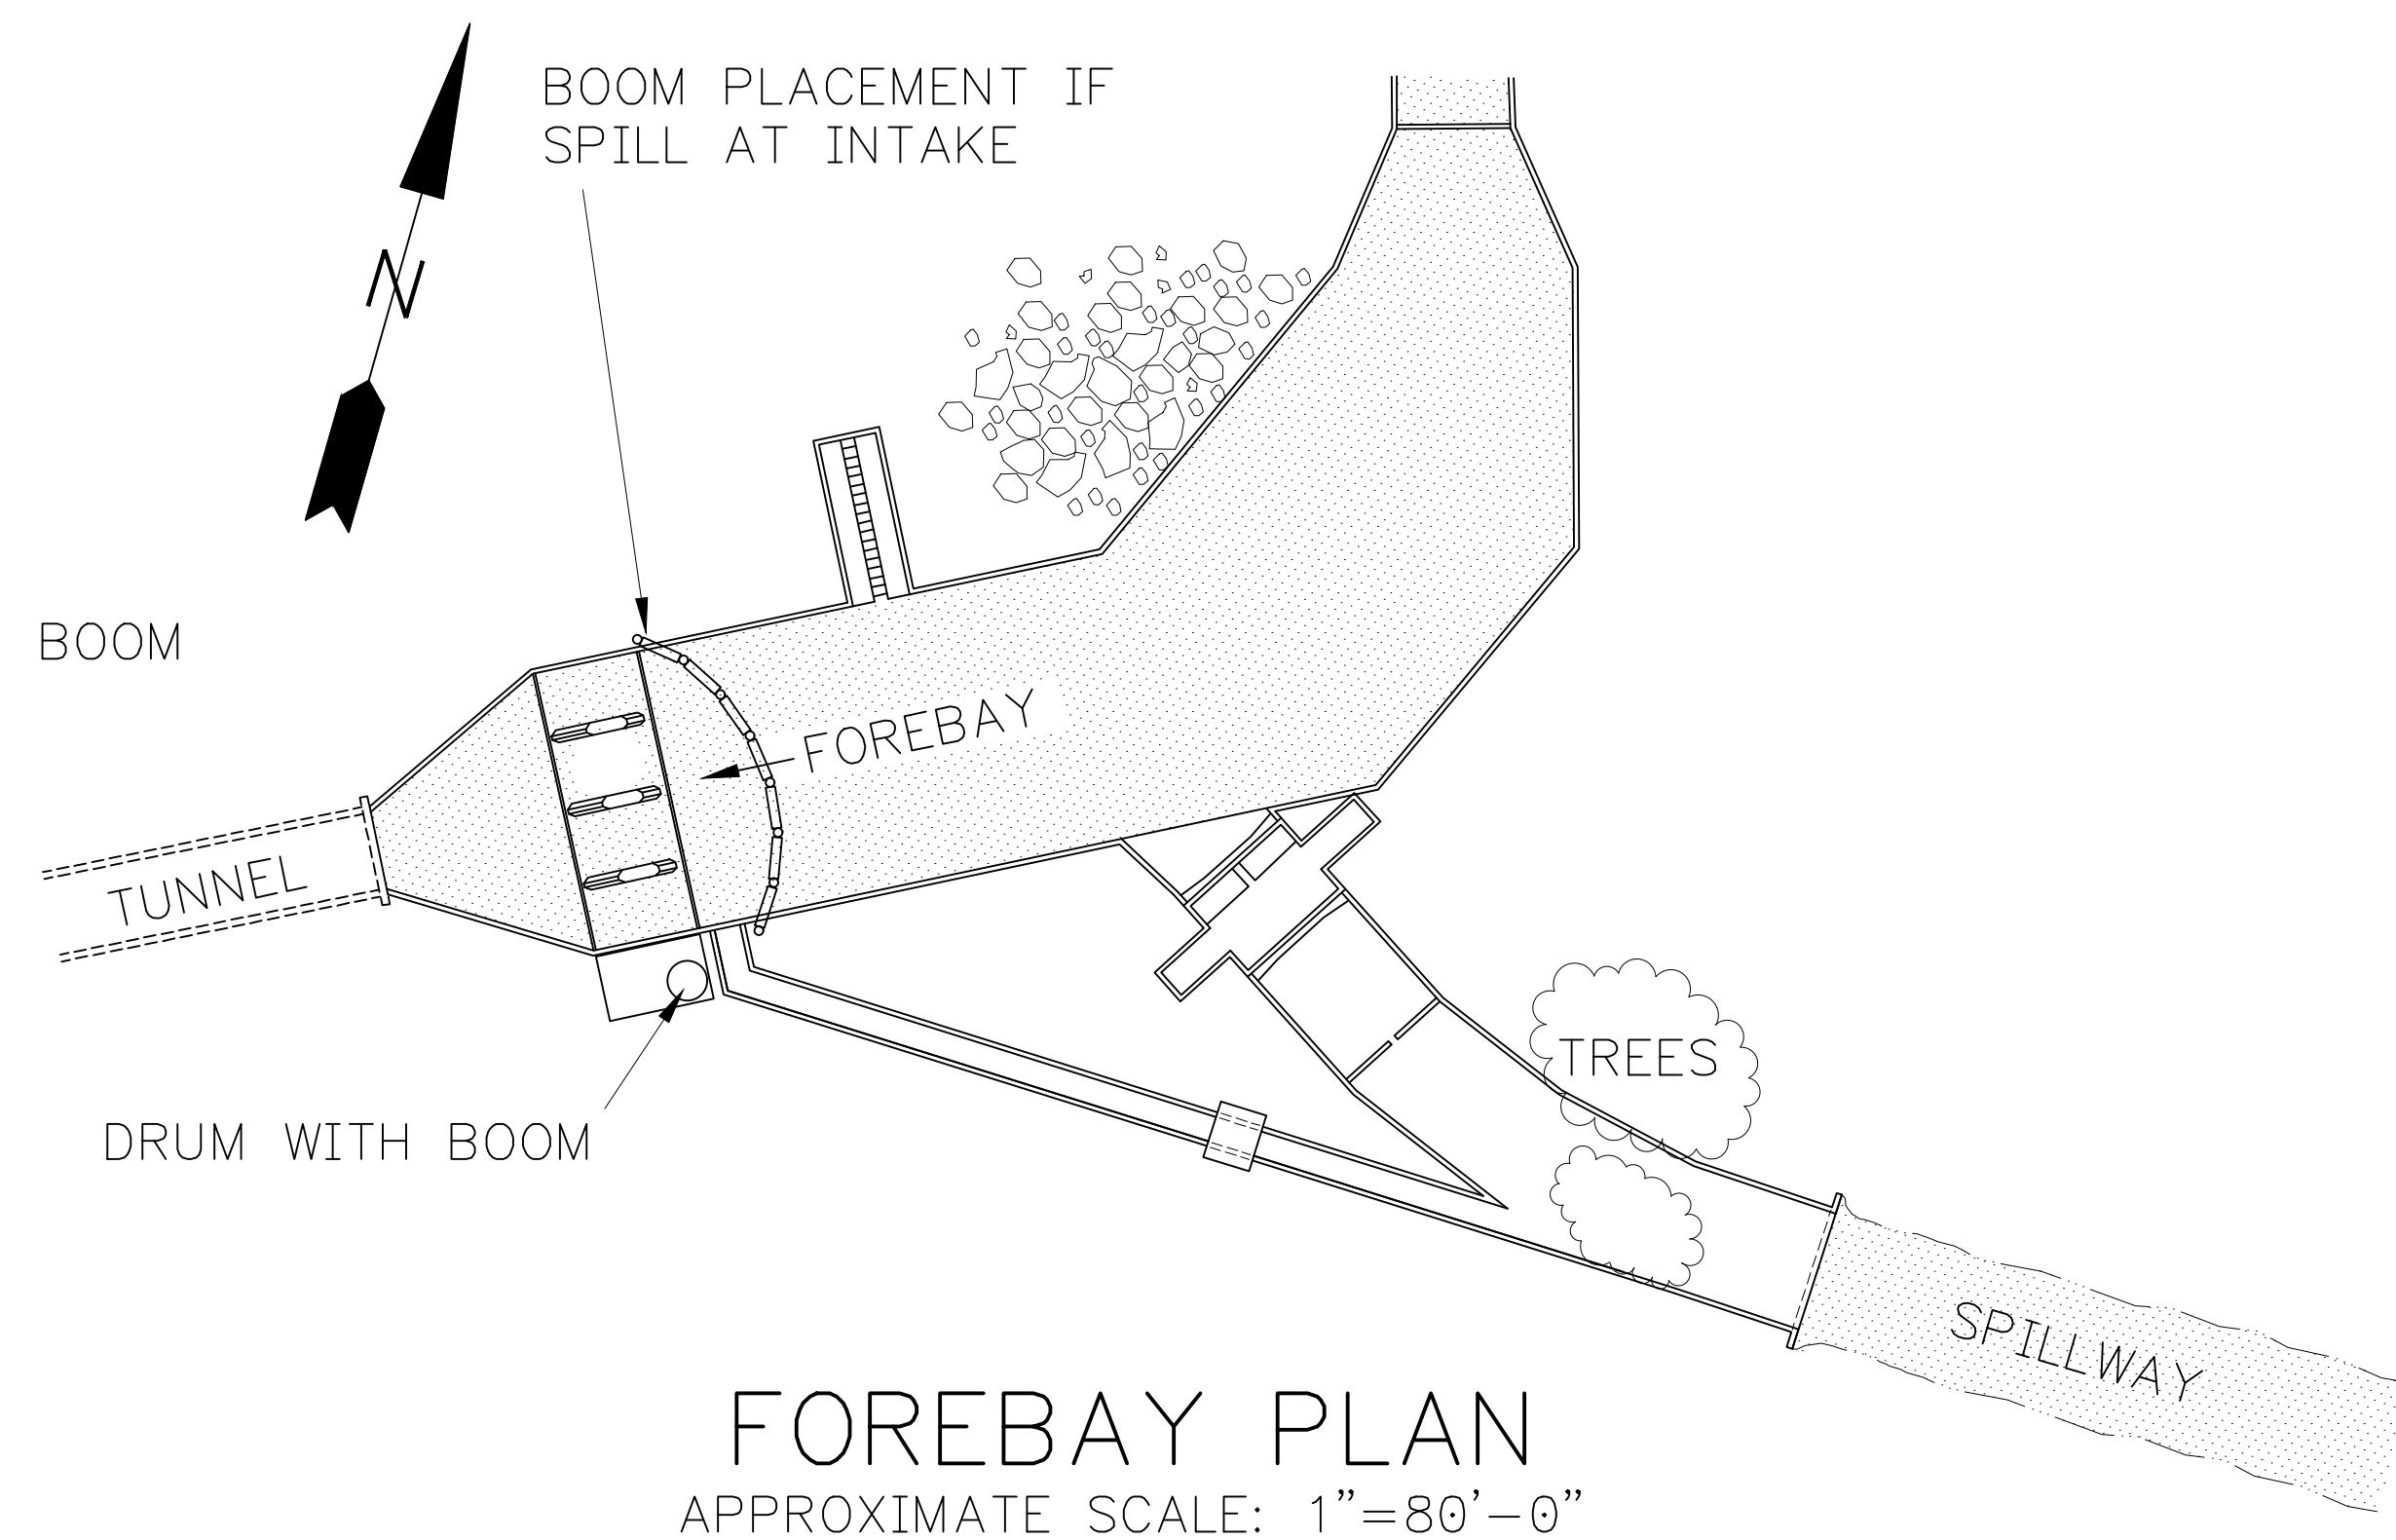 BOOM PLACEMENT IF
SPILL AT INTAKE
N
BOOM
FOREBAY
TUNNEL
TREES
DRUM WITH BOOM
SPILLWAY
FOREBAY PLAN
APPROXIMATE SCALE: 1"=80'-0"